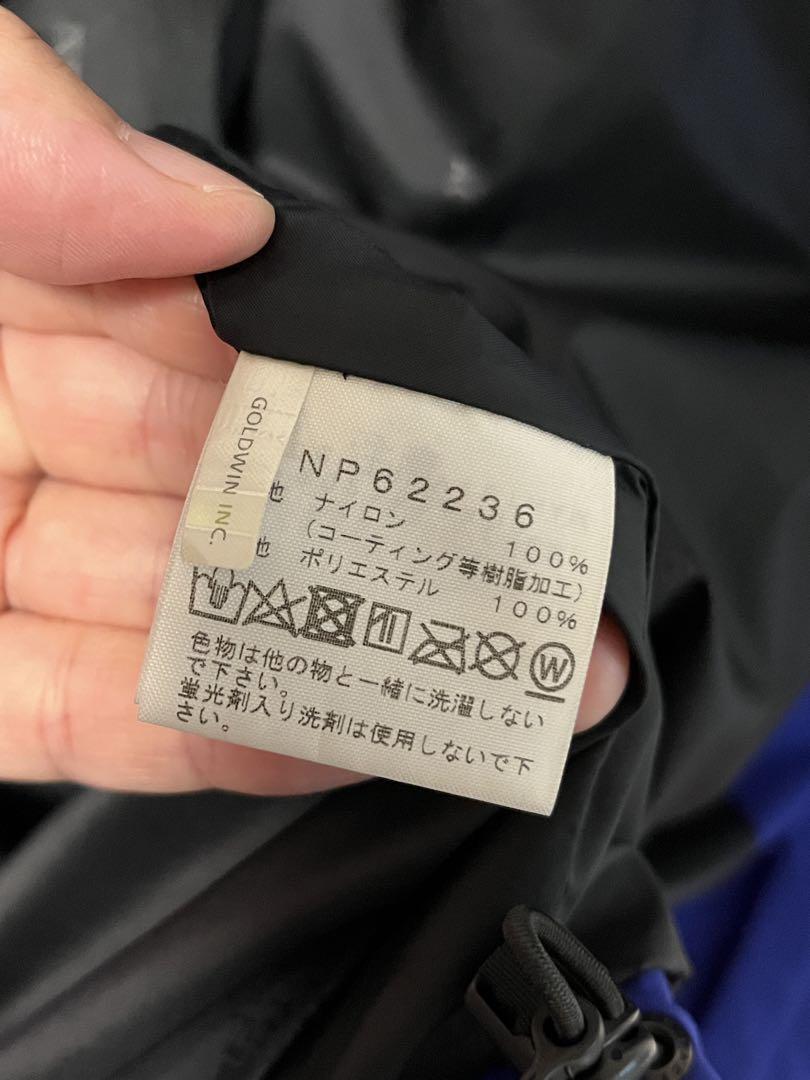 GOLDWIN INC.
NP62236
ナイロン 100%
(コーティング等樹脂加工)
ポリエステル 100%
W
色物は他の物と一緒に洗濯しない
で下さい。
蛍光剤入り洗剤は使用しないで下
さい。